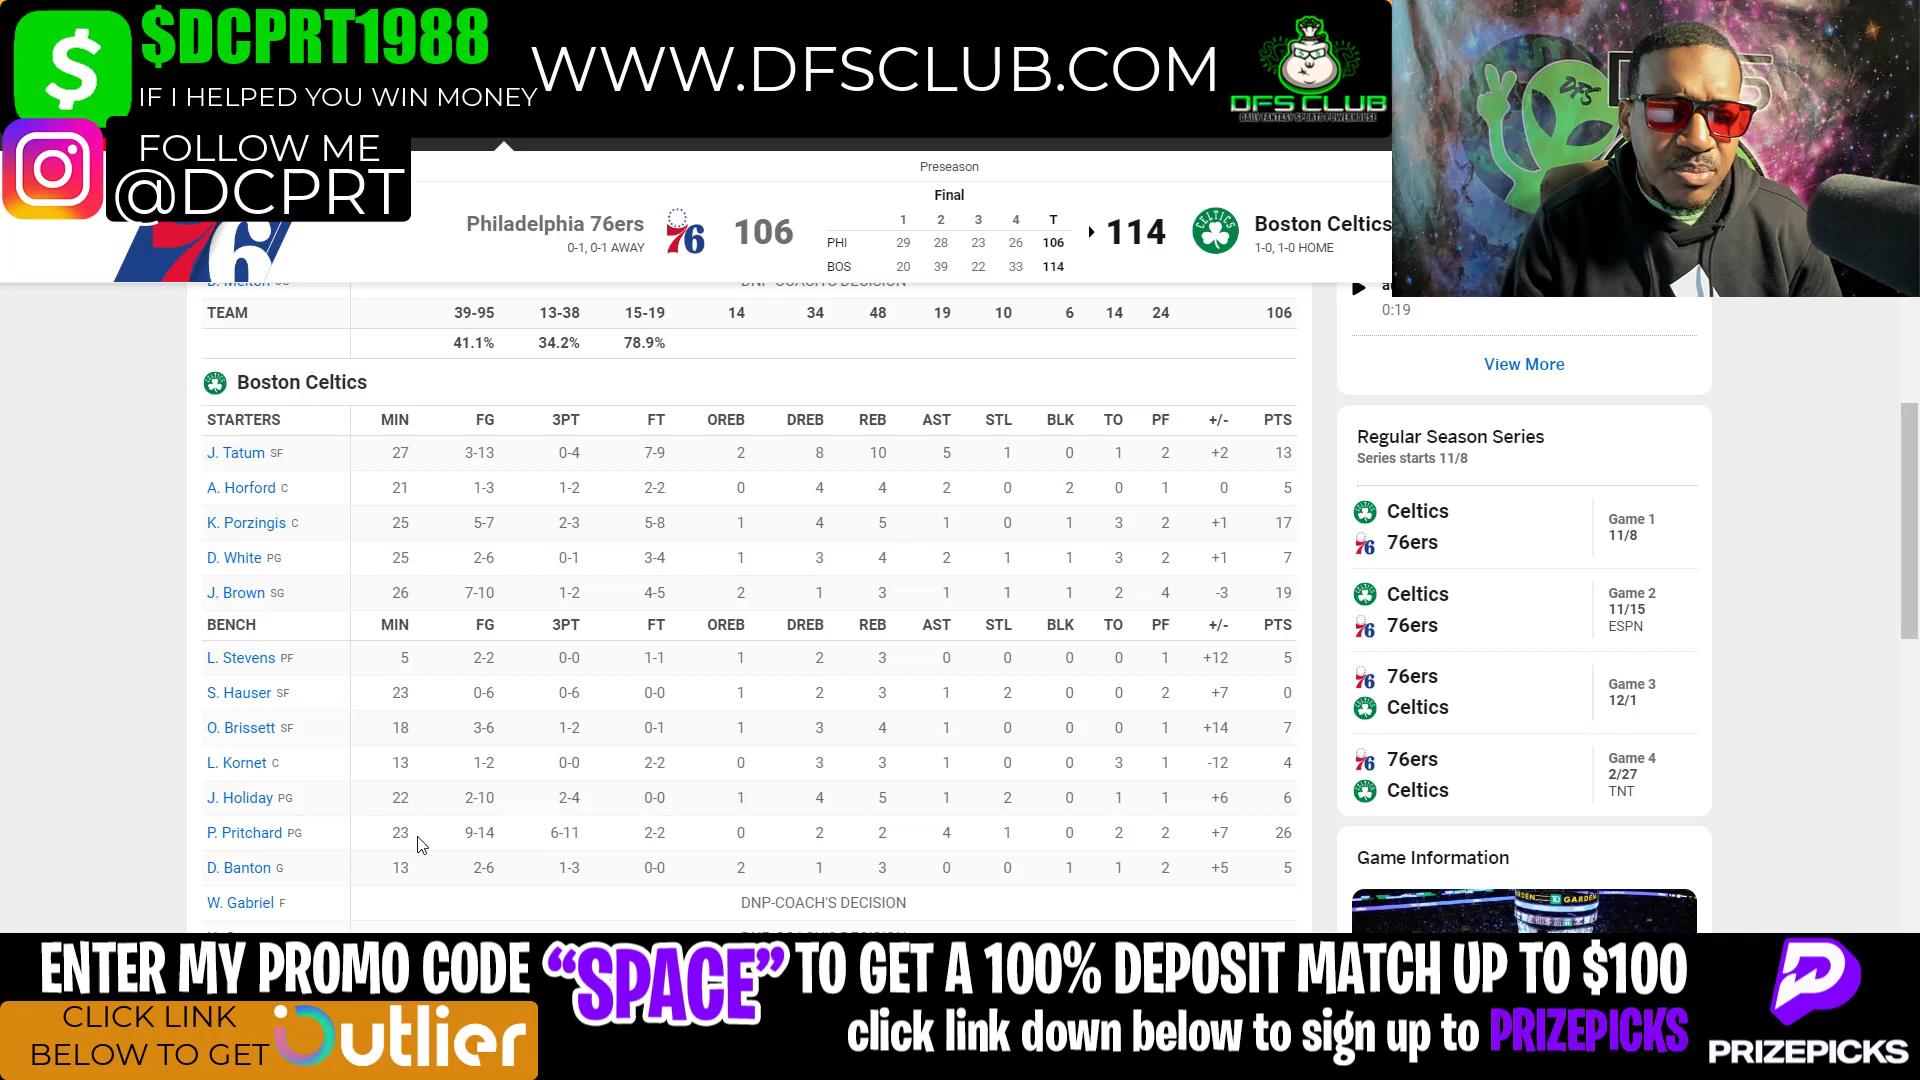 $DCPRT1988
IF I HELPED YOU WIN MONEY
WWW.DFSCLUB.COM
DFS CLUB
DAILY FANTASY SPORTS POWERHOUSE
FOLLOW ME
@DCPRT
Preseason
Final
Philadelphia 76ers
0-1, 0-1 AWAY
76
106
1 2 3 4 T
PHI 29 28 23 26 106
BOS 20 39 22 33 114
114
CELTICS
Boston Celtics
1-0, 1-0 HOME
DFS
D. Melton
DNP-COACH'S DECISION
TEAM 39-95 13-38 15-19 14 34 48 19 10 6 14 24 106
41.1% 34.2% 78.9%
Boston Celtics
STARTERS MIN FG 3PT FT OREB DREB REB AST STL BLK TO PF +/- PTS
J. Tatum SF 27 3-13 0-4 7-9 2 8 10 5 1 0 1 2 +2 13
A. Horford C 21 1-3 1-2 2-2 0 4 4 2 0 2 0 1 0 5
K. Porzingis C 25 5-7 2-3 5-8 1 4 5 1 0 1 3 2 +1 17
D. White PG 25 2-6 0-1 3-4 1 3 4 2 1 1 3 2 +1 7
J. Brown SG 26 7-10 1-2 4-5 2 1 3 1 1 1 2 4 -3 19
BENCH MIN FG 3PT FT OREB DREB REB AST STL BLK TO PF +/- PTS
L. Stevens PF 5 2-2 0-0 1-1 1 2 3 0 0 0 0 1 +12 5
S. Hauser SF 23 0-6 0-6 0-0 1 2 3 1 2 0 0 2 +7 0
O. Brissett SF 18 3-6 1-2 0-1 1 3 4 1 0 0 0 1 +14 7
L. Kornet C 13 1-2 0-0 2-2 0 3 3 1 0 0 3 1 -12 4
J. Holiday PG 22 2-10 2-4 0-0 1 4 5 1 2 0 1 1 +6 6
P. Pritchard PG 23 9-14 6-11 2-2 0 2 2 4 1 0 2 2 +7 26
D. Banton G 13 2-6 1-3 0-0 2 1 3 0 0 1 1 2 +5 5
W. Gabriel F DNP-COACH'S DECISION
0:19
View More
Regular Season Series
Series starts 11/8
Celtics
76ers
Game 1
11/8
Celtics
76ers
Game 2
11/15
ESPN
76ers
Celtics
Game 3
12/1
76ers
Celtics
Game 4
2/27
TNT
Game Information
ENTER MY PROMO CODE "SPACE" TO GET A 100% DEPOSIT MATCH UP TO $100
click link down below to sign up to PRIZEPICKS
CLICK LINK
BELOW TO GET
Outlier
PRIZEPICKS